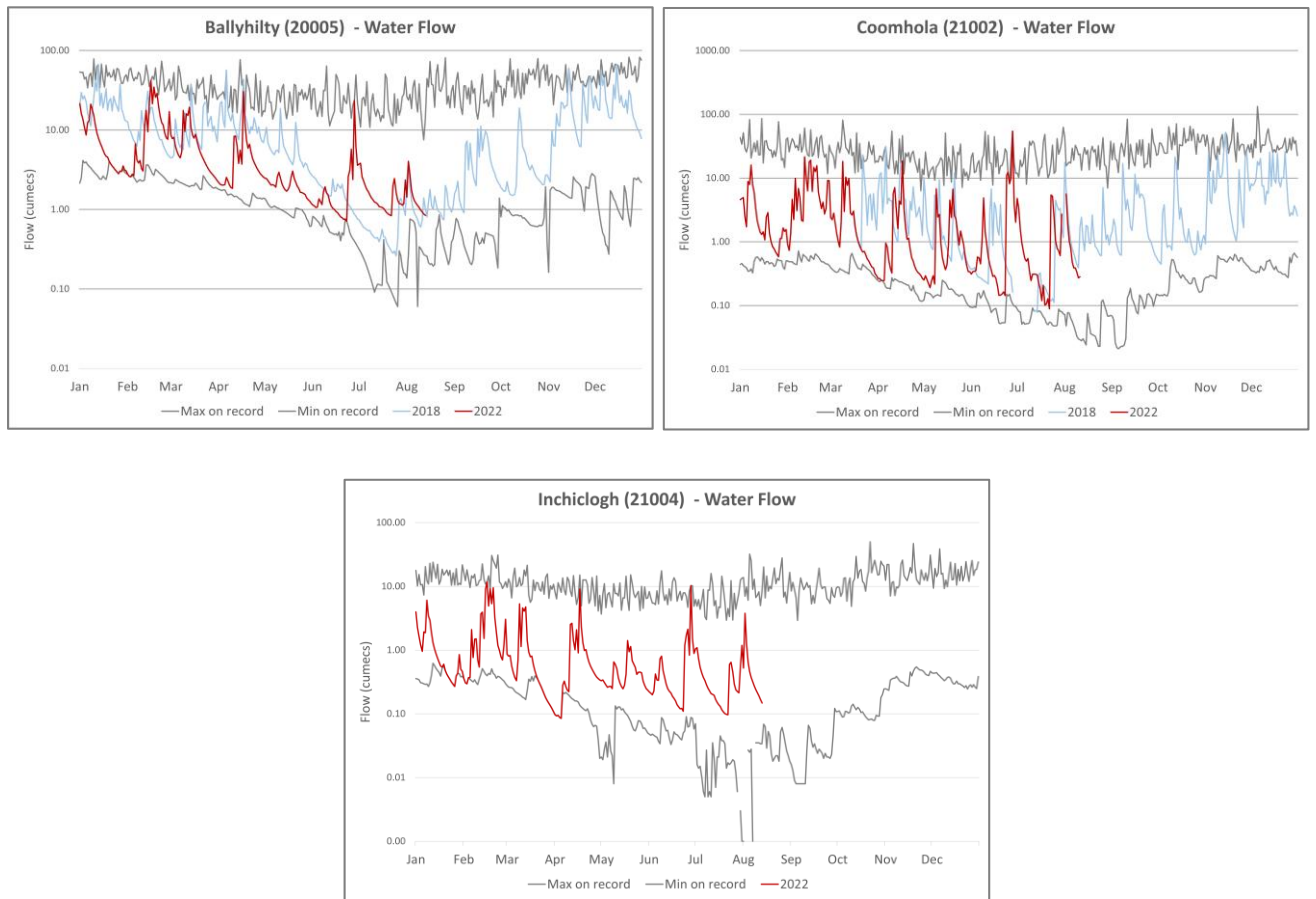 Ballyhilty (20005) - Water Flow
100.00
10.00
1.00
0.10
0.01
Flow (cumecs)
Jan Feb Mar Apr May Jun Jul Aug Sep Oct Nov Dec
Max on record Min on record 2018 2022
Coomhola (21002) - Water Flow
1000.00
100.00
10.00
1.00
0.10
0.01
Flow (cumecs)
Jan Feb Mar Apr May Jun Jul Aug Sep Oct Nov Dec
Max on record Min on record 2018 2022
Inchiclogh (21004) - Water Flow
100.00
10.00
1.00
0.10
0.01
0.00
Flow (cumecs)
Jan Feb Mar Apr May Jun Jul Aug Sep Oct Nov Dec
Max on record Min on record 2022